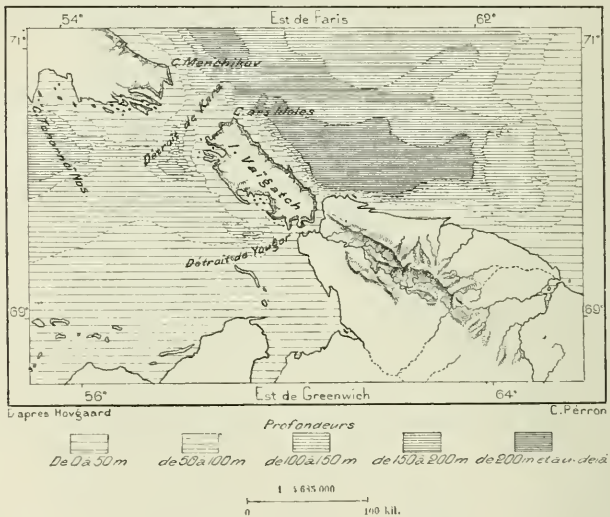 54° Est de Paris 62°
71° 71°
C. Menchikov
Détroit de Kara
C. des Idoles
C. Tchornoï Nos
I. Vaïgatch
Détroit de Yougor
69° 69°
56° Est de Greenwich 64°
D'après Hovgaard C. Perron
Profondeurs
De 0 à 50 m de 50 à 100 m de 100 à 150 m de 150 à 200 m de 200 m et au-delà
0 100 kil.